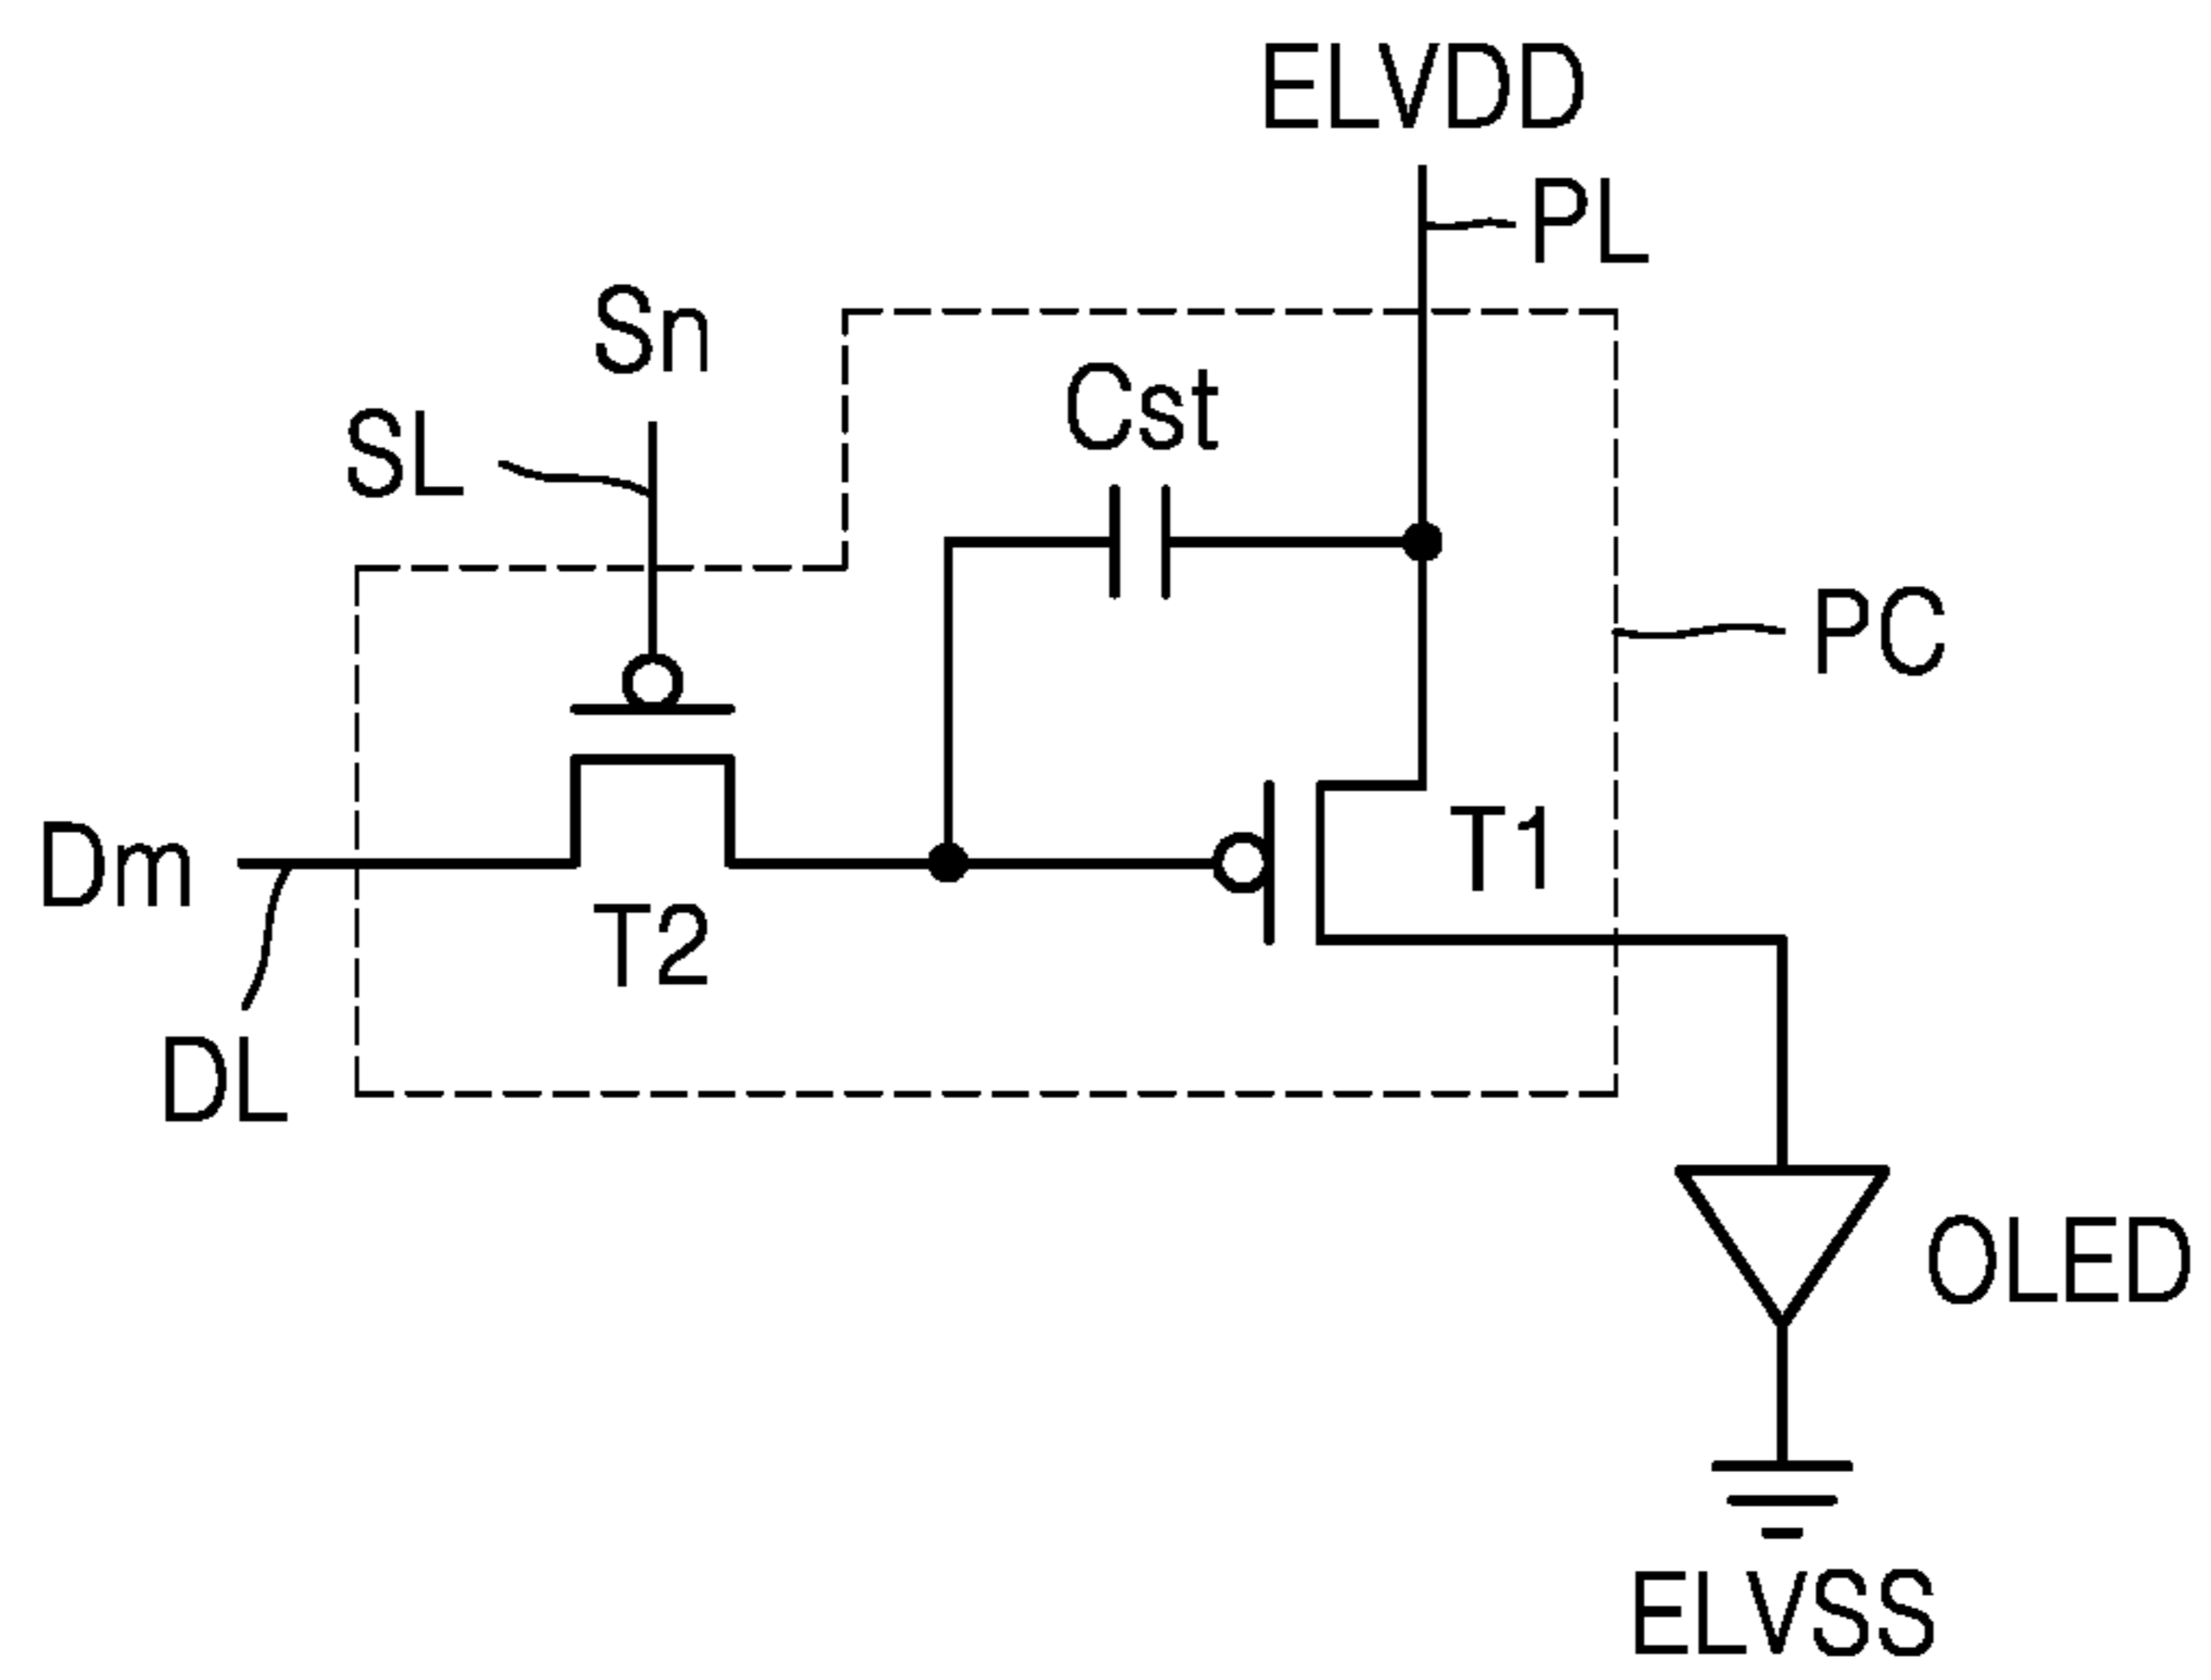 ELVDD
PL
Sn
Cst
SL
PC
T1
Dm
T2
DL
OLED
ELVSS